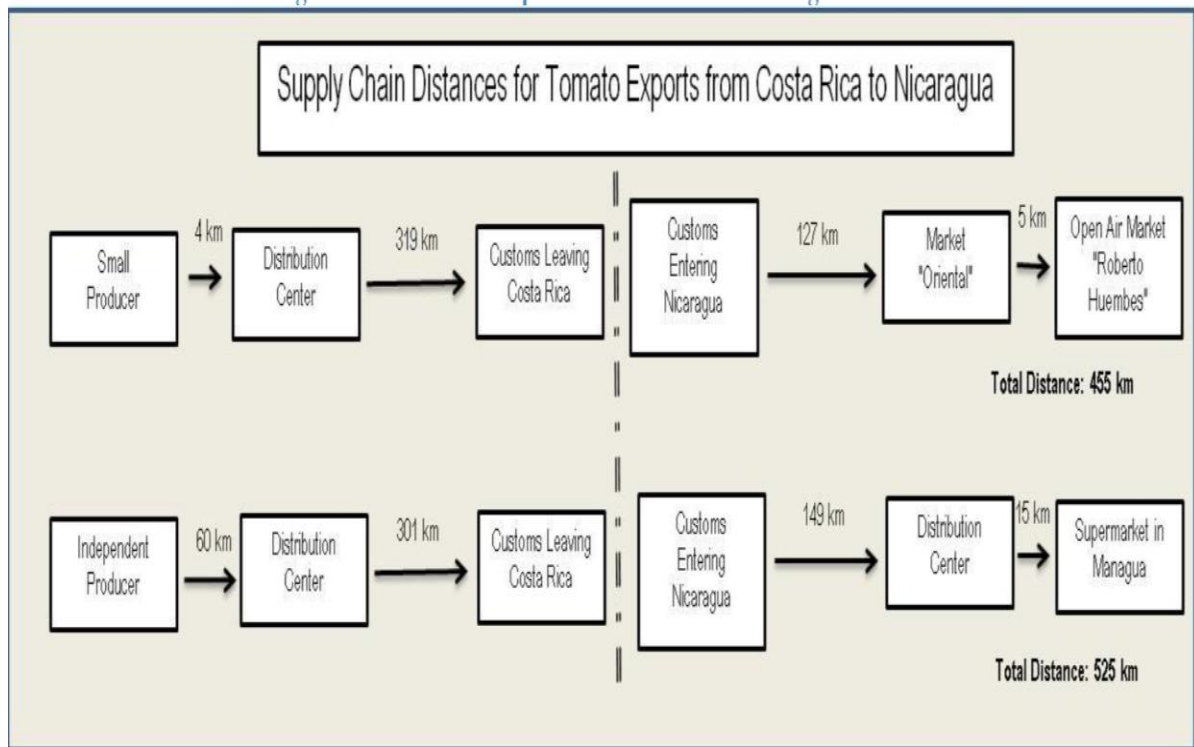 Supply Chain Distances for Tomato Exports from Costa Rica to Nicaragua
Small
Producer
4 km
Distribution
Center
319 km
Customs Leaving
Costa Rica
Customs
Entering
Nicaragua
127 km
Market
"Oriental"
5 km
Open Air Market
"Roberto
Huembes"
Total Distance: 455 km
Independent
Producer
60 km
Distribution
Center
301 km
Customs Leaving
Costa Rica
Customs
Entering
Nicaragua
149 km
Distribution
Center
15 km
Supermarket in
Managua
Total Distance: 525 km